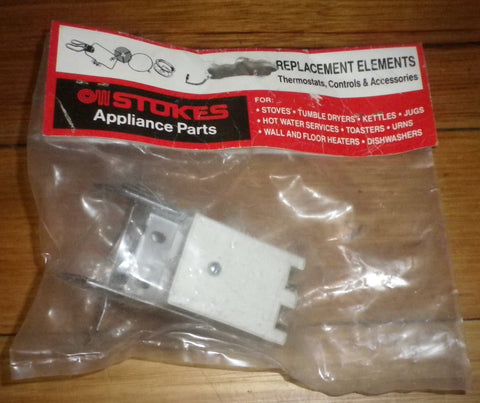 STOKES
Appliance Parts
REPLACEMENT ELEMENTS
Thermostats, Controls & Accessories
FOR:
• STOVES • TUMBLE DRYERS • KETTLES • JUGS
• HOT WATER SERVICES • TOASTERS • URNS
• WALL AND FLOOR HEATERS • DISHWASHERS